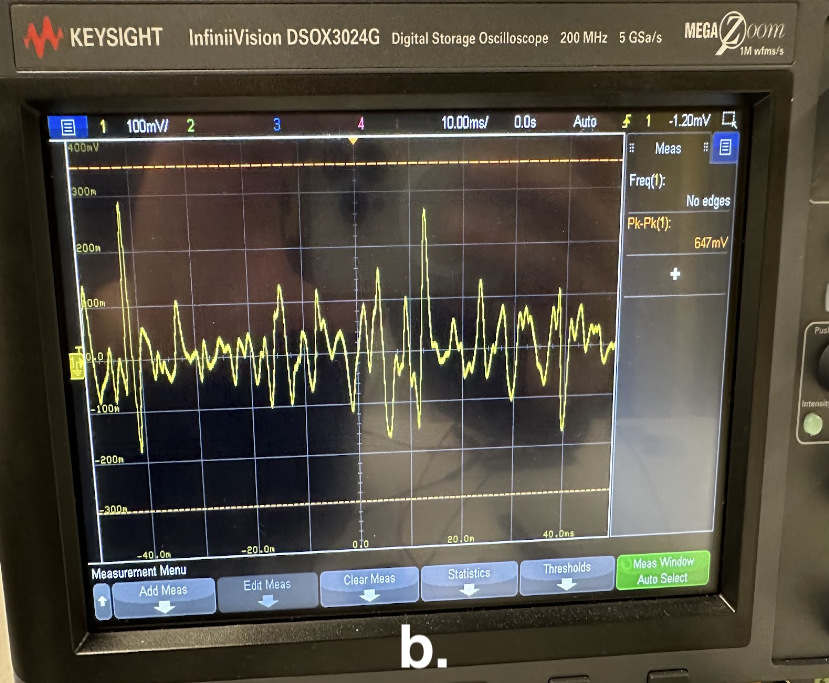 KEYSIGHT InfiniiVision DSOX3024G Digital Storage Oscilloscope 200 MHz 5 GSa/s MEGA Zoom
1M wfms/s
1 100mV/ 2 3 4 10.00ms/ 0.0s Auto 1 -1.20mV
400mV
Meas
Freq(1):
No edges
300m
Pk-Pk(1):
647mV
200m
+
100m
0.0
-100m
-200m
-300m
-40.0m -20.0m 0.0 20.0m 40.0ms
Measurement Menu
Add Meas
Edit Meas
Clear Meas
Statistics
Thresholds
Meas Window
Auto Select
Intensity
b.